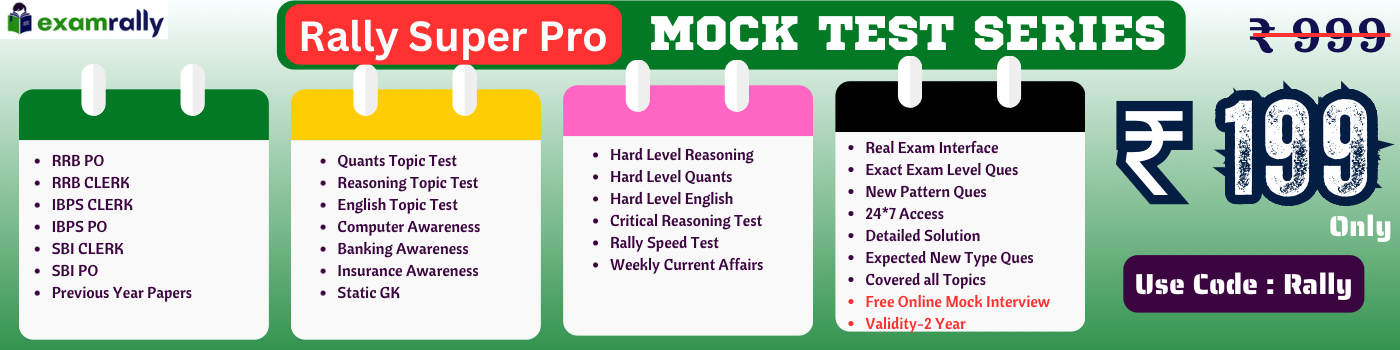 examrally
Rally Super Pro
MOCK TEST SERIES
₹ 999
• RRB PO
• RRB CLERK
• IBPS CLERK
• IBPS PO
• SBI CLERK
• SBI PO
• Previous Year Papers
• Quants Topic Test
• Reasoning Topic Test
• English Topic Test
• Computer Awareness
• Banking Awareness
• Insurance Awareness
• Static GK
• Hard Level Reasoning
• Hard Level Quants
• Hard Level English
• Critical Reasoning Test
• Rally Speed Test
• Weekly Current Affairs
• Real Exam Interface
• Exact Exam Level Ques
• New Pattern Ques
• 24*7 Access
• Detailed Solution
• Expected New Type Ques
• Covered all Topics
• Free Online Mock Interview
• Validity-2 Year
₹ 199
Only
Use Code : Rally